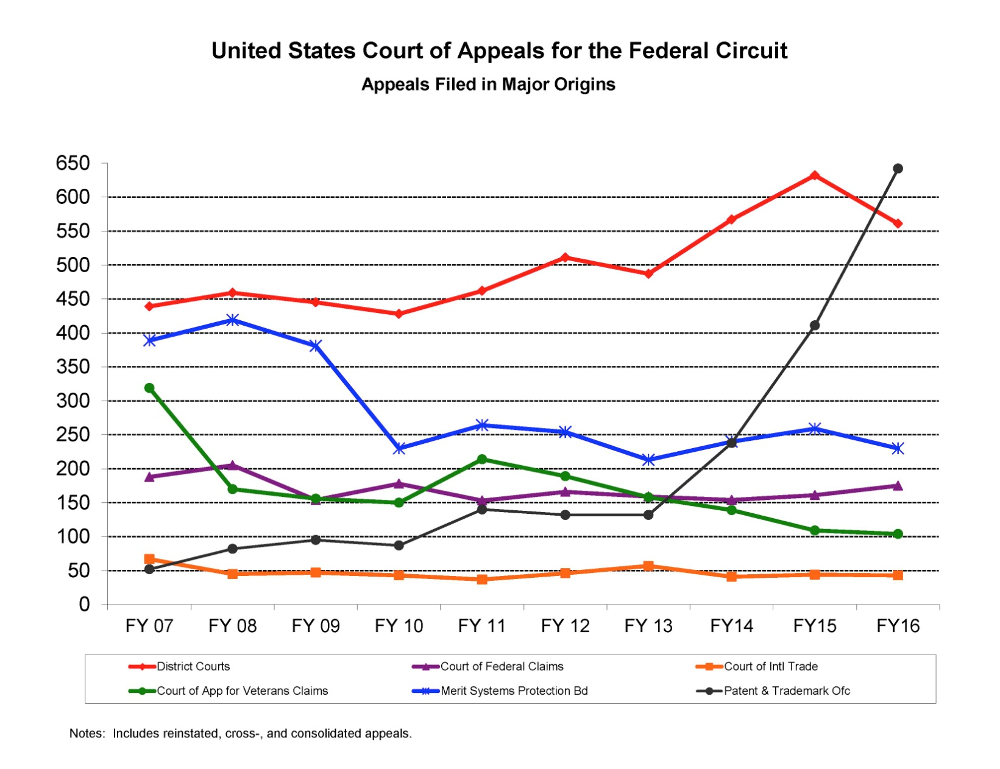 United States Court of Appeals for the Federal Circuit
Appeals Filed in Major Origins
650
600
550
500
450
400
350
300
250
200
150
100
50
0
FY 07 FY 08 FY 09 FY 10 FY 11 FY 12 FY 13 FY14 FY15 FY16
District Courts Court of Federal Claims Court of Intl Trade
Court of App for Veterans Claims Merit Systems Protection Bd Patent & Trademark Ofc
Notes: Includes reinstated, cross-, and consolidated appeals.